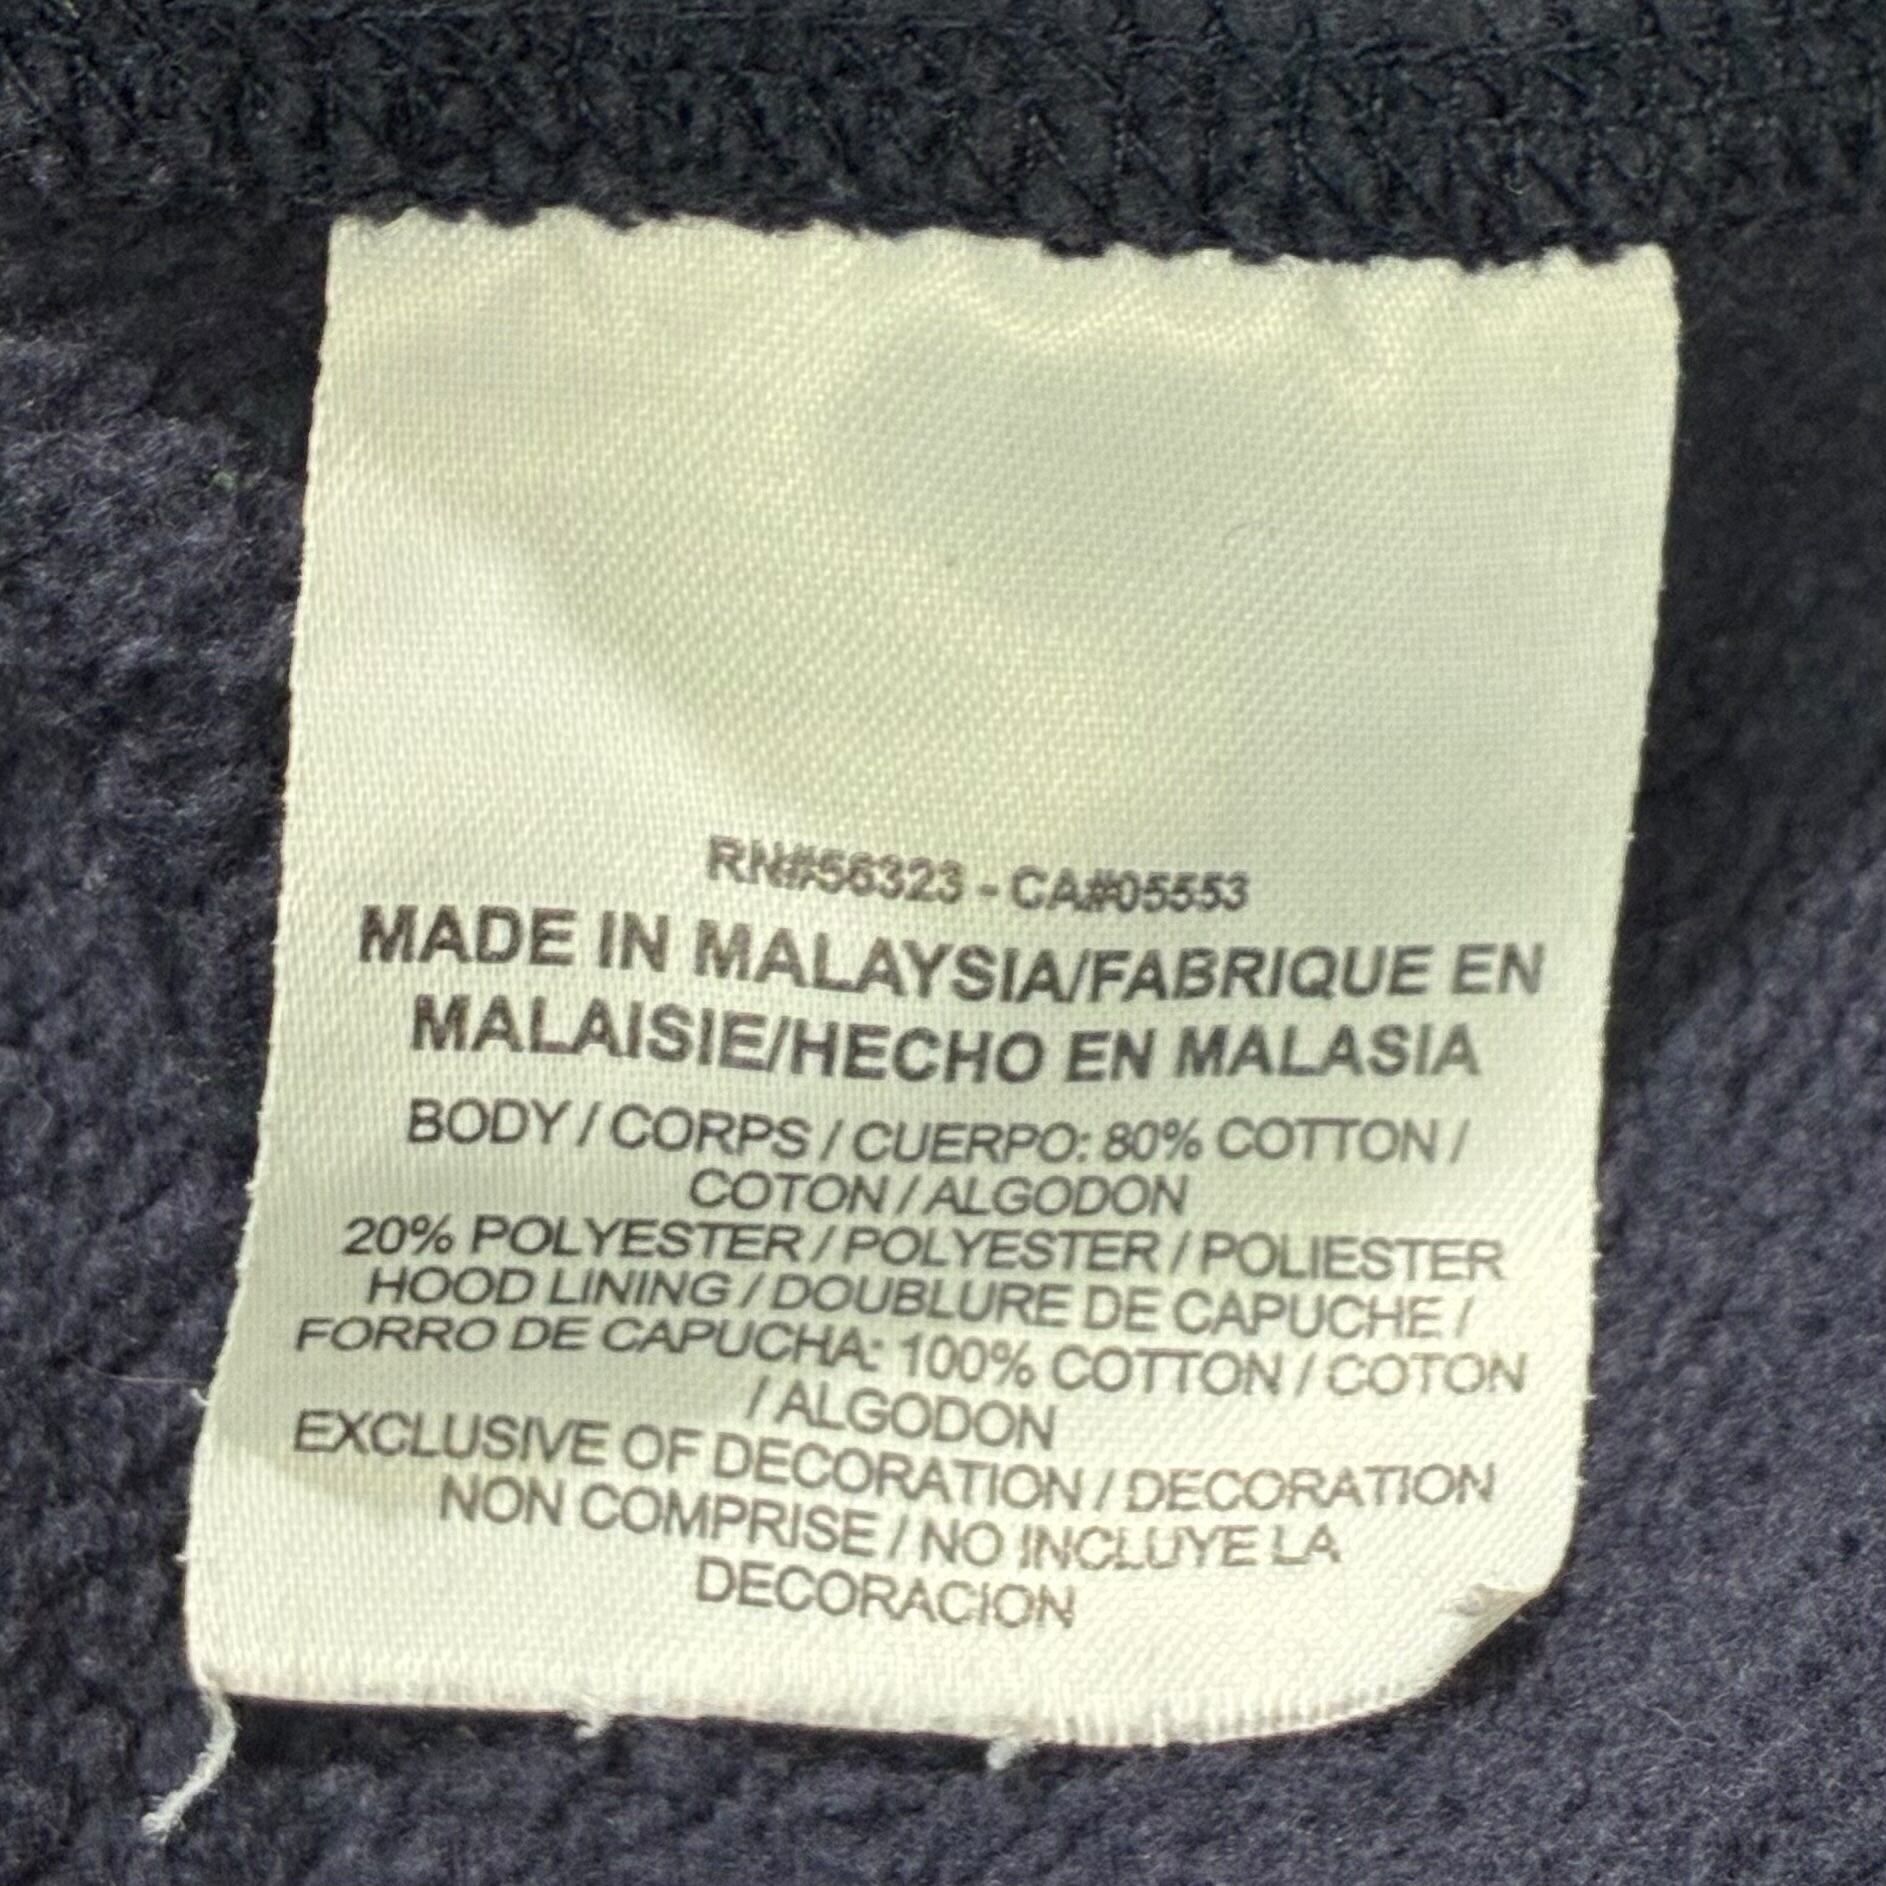 RN#56323 - CA#05553
MADE IN MALAYSIA/FABRIQUE EN
MALAISIE/HECHO EN MALASIA
BODY / CORPS / CUERPO: 80% COTTON /
COTON / ALGODON
20% POLYESTER / POLYESTER / POLIESTER
HOOD LINING / DOUBLURE DE CAPUCHE /
FORRO DE CAPUCHA: 100% COTTON / COTON
/ ALGODON
EXCLUSIVE OF DECORATION / DECORATION
NON COMPRISE / NO INCLUYE LA
DECORACION